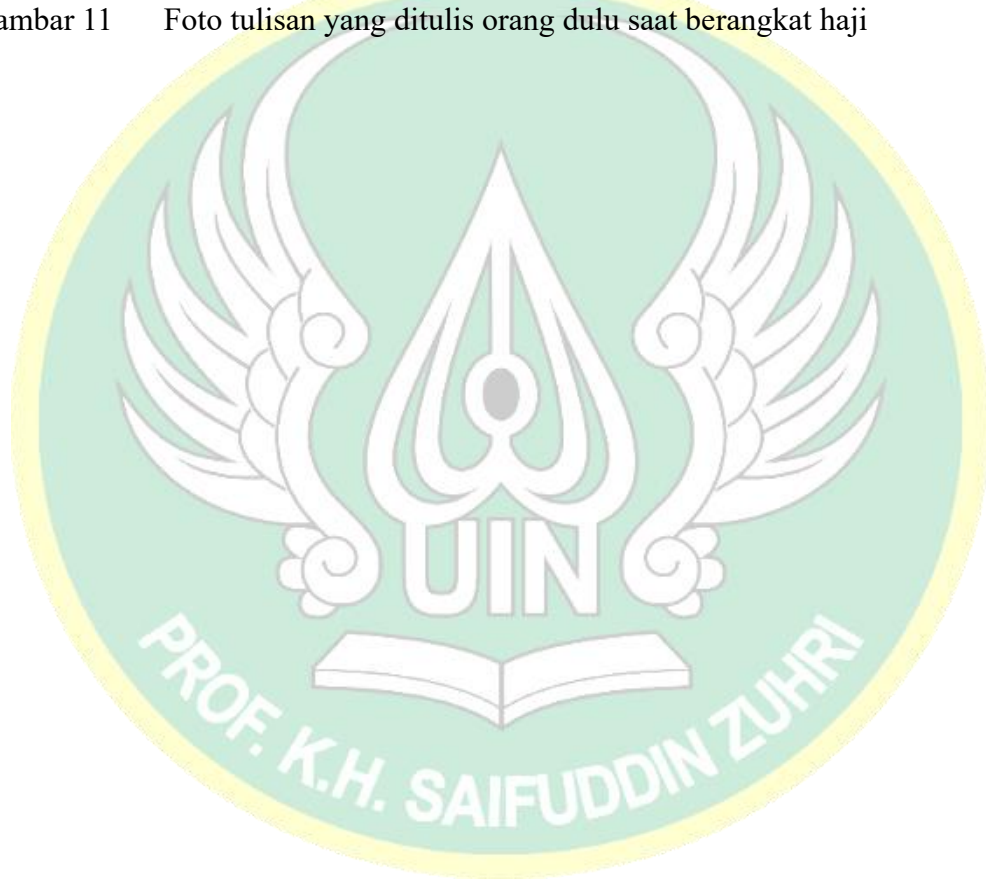 ambar 11 Foto tulisan yang ditulis orang dulu saat berangkat haji
UIN
PROF. K.H. SAIFUDDIN ZUHRI